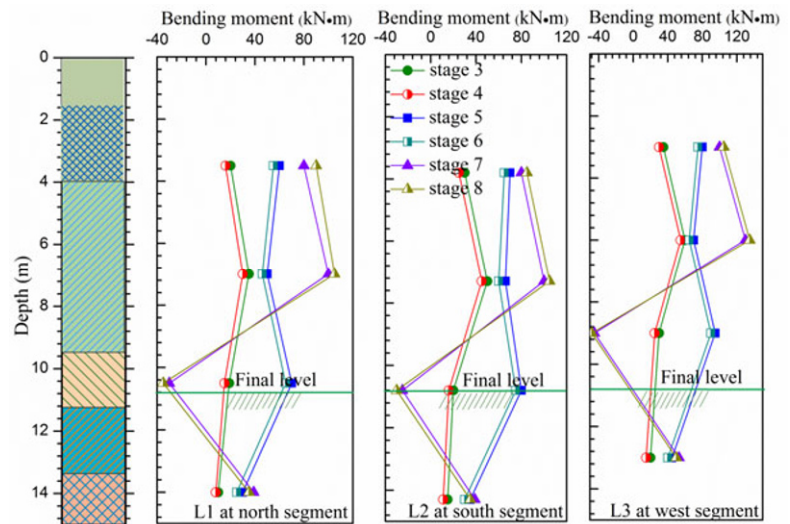 Bending moment (kN•m) Bending moment (kN•m) Bending moment (kN•m)
-40 0 40 80 120 -40 0 40 80 120 -40 0 40 80 120
0
2
4
6
8
10
12
14
Depth (m)
stage 3
stage 4
stage 5
stage 6
stage 7
stage 8
Final level Final level Final level
L1 at north segment L2 at south segment L3 at west segment